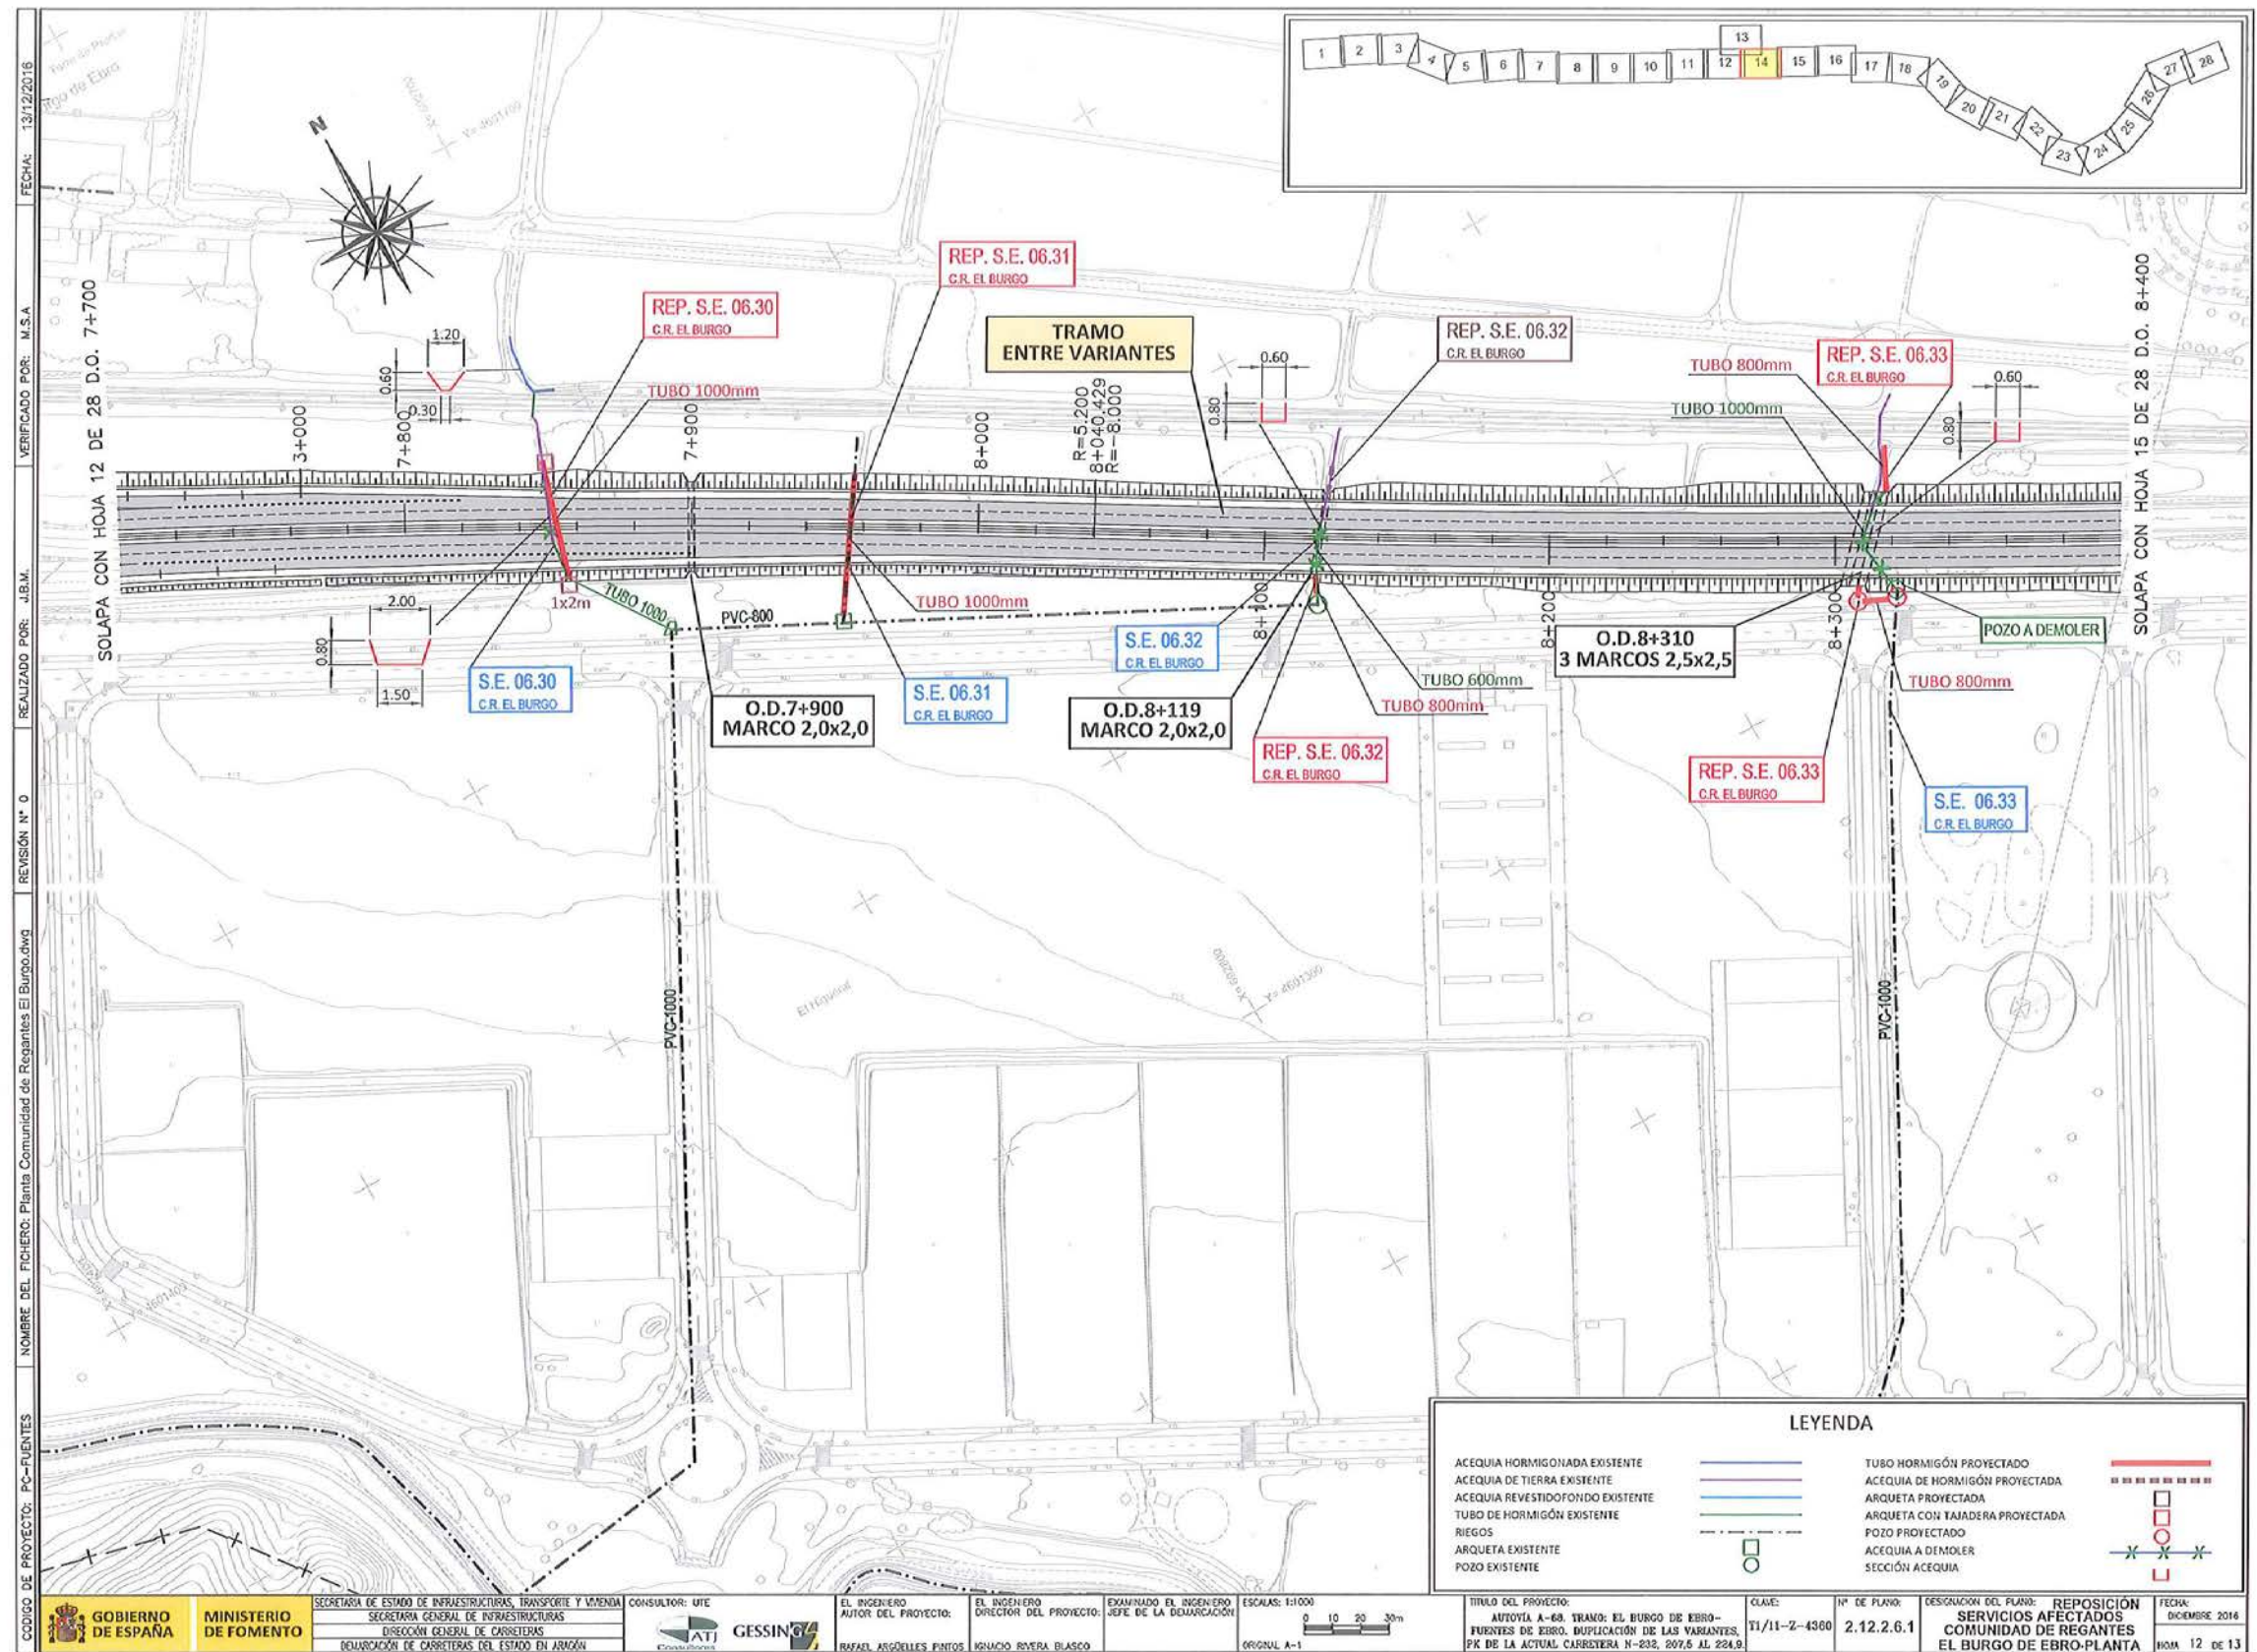 1
2
3
4
5
6
7
8
9
10
11
12
13
14
15
16
17
18
19
20
21
22
23
24
25
26
27
28
N
REP. S.E. 06.31
C.R. EL BURGO
REP. S.E. 06.30
C.R. EL BURGO
TRAMO
ENTRE VARIANTES
REP. S.E. 06.32
C.R. EL BURGO
REP. S.E. 06.33
C.R. EL BURGO
TUBO 800mm
TUBO 1000mm
TUBO 1000mm
1.20
0.60
0.30
0.60
0.80
0.60
0.80
SOLAPA CON HOJA 12 DE 28 D.O. 7+700
SOLAPA CON HOJA 15 DE 28 D.O. 8+400
3+000
7+800
7+900
8+000
R=5.200
8+040,429
R=-8.000
8+100
8+200
8+300
1x2m
TUBO 1000
PVC-800
TUBO 1000mm
2.00
0.80
1.50
S.E. 06.30
C.R. EL BURGO
S.E. 06.31
C.R. EL BURGO
S.E. 06.32
C.R. EL BURGO
O.D.7+900
MARCO 2,0x2,0
O.D.8+119
MARCO 2,0x2,0
TUBO 600mm
TUBO 800mm
REP. S.E. 06.32
C.R. EL BURGO
O.D.8+310
3 MARCOS 2,5x2,5
POZO A DEMOLER
TUBO 800mm
REP. S.E. 06.33
C.R. EL BURGO
S.E. 06.33
C.R. EL BURGO
PVC-1000
PVC-1000
Y= 4601300
Y= 4601700
LEYENDA
ACEQUIA HORMIGONADA EXISTENTE
ACEQUIA DE TIERRA EXISTENTE
ACEQUIA REVESTIDOFONDO EXISTENTE
TUBO DE HORMIGÓN EXISTENTE
RIEGOS
ARQUETA EXISTENTE
POZO EXISTENTE
TUBO HORMIGÓN PROYECTADO
ACEQUIA DE HORMIGÓN PROYECTADA
ARQUETA PROYECTADA
ARQUETA CON TAJADERA PROYECTADA
POZO PROYECTADO
ACEQUIA A DEMOLER
SECCIÓN ACEQUIA
FECHA: 13/12/2016
VERIFICADO POR: M.S.A
REALIZADO POR: J.B.M.
REVISIÓN Nº 0
NOMBRE DEL FICHERO: Planta Comunidad de Regantes El Burgo.dwg
CODIGO DE PROYECTO: PC-FUENTES
GOBIERNO
DE ESPAÑA
MINISTERIO
DE FOMENTO
SECRETARIA DE ESTADO DE INFRAESTRUCTURAS, TRANSPORTE Y VIVIENDA
SECRETARIA GENERAL DE INFRAESTRUCTURAS
DIRECCIÓN GENERAL DE CARRETERAS
DEMARCACIÓN DE CARRETERAS DEL ESTADO EN ARAGÓN
CONSULTOR: UTE
ATJ
Consultores
GESSING
EL INGENIERO
AUTOR DEL PROYECTO:
RAFAEL ARGÜELLES PINTOS
EL INGENIERO
DIRECTOR DEL PROYECTO:
IGNACIO RIVERA BLASCO
EXAMINADO EL INGENIERO
JEFE DE LA DEMARCACIÓN
ESCALAS: 1:1000
0 10 20 30m
ORIGINAL A-1
TITULO DEL PROYECTO:
AUTOVÍA A-68. TRAMO: EL BURGO DE EBRO-
FUENTES DE EBRO. DUPLICACIÓN DE LAS VARIANTES,
PK DE LA ACTUAL CARRETERA N-232, 207,5 AL 224,9.
CLAVE:
T1/11-Z-4360
Nº DE PLANO:
2.12.2.6.1
DESIGNACIÓN DEL PLANO: REPOSICIÓN
SERVICIOS AFECTADOS
COMUNIDAD DE REGANTES
EL BURGO DE EBRO-PLANTA
FECHA:
DICIEMBRE 2016
HOJA 12 DE 13